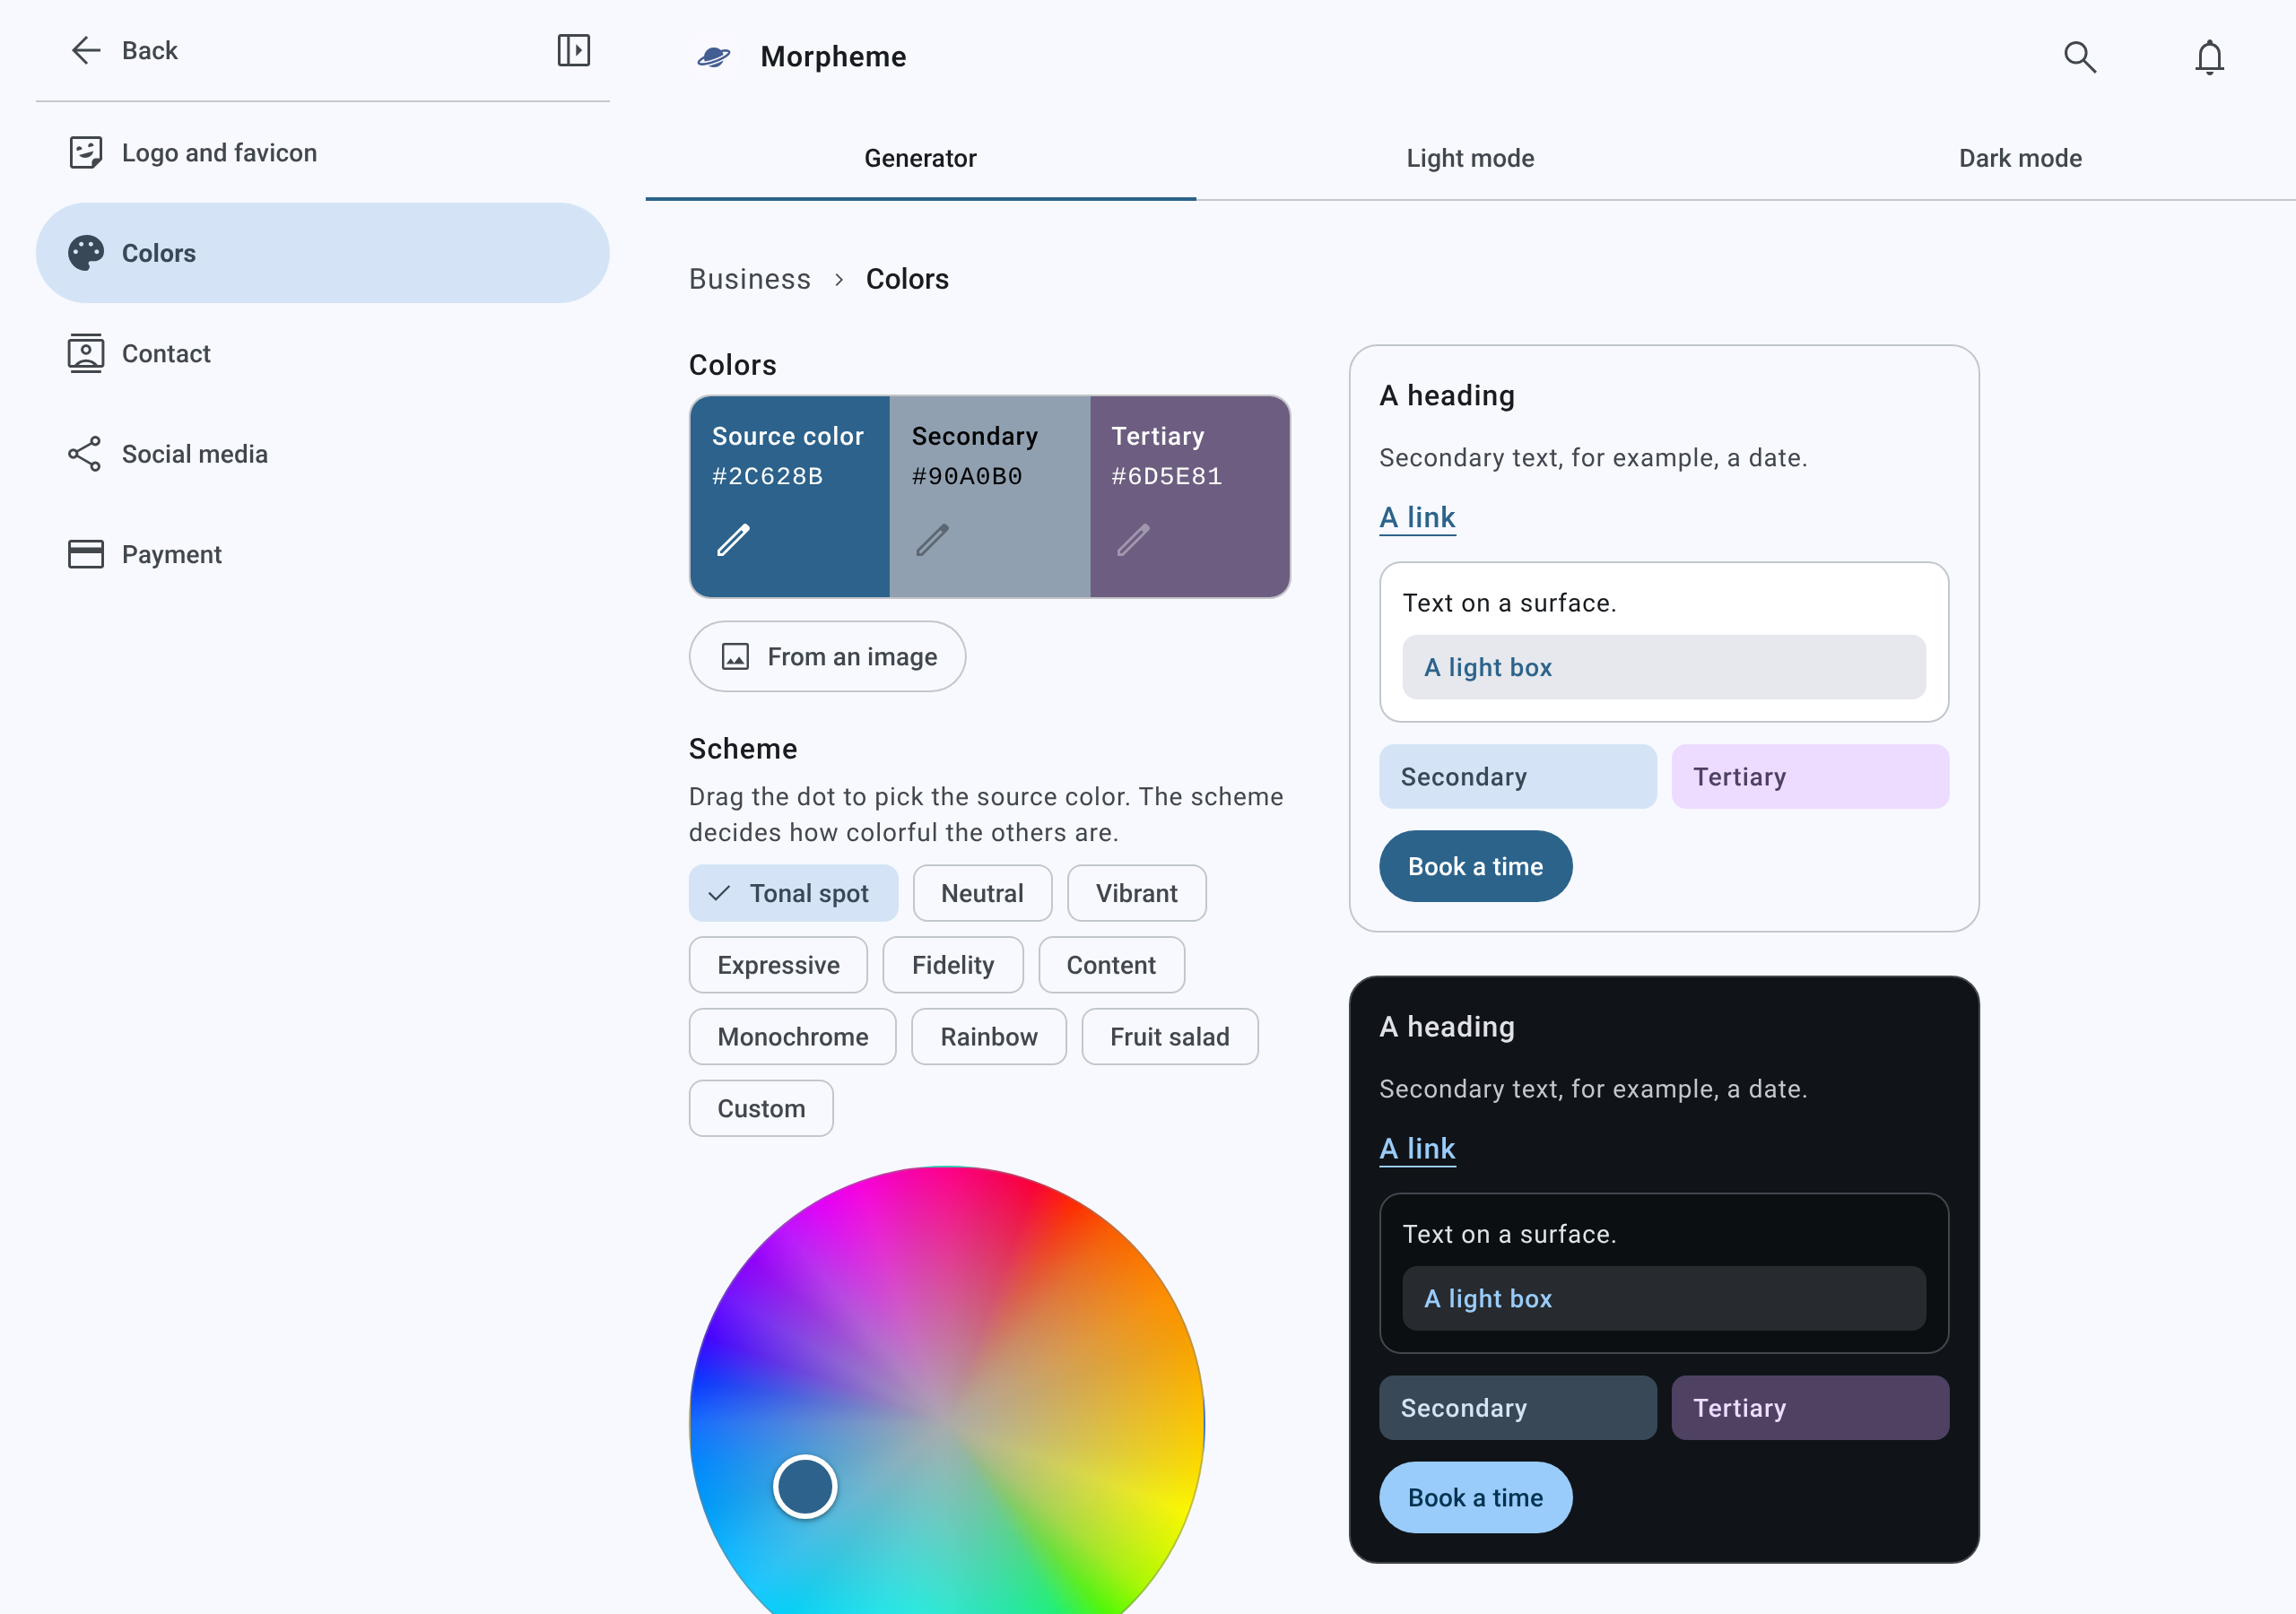 Back
Logo and favicon
Colors
Contact
Social media
Payment
Morpheme
Generator
Light mode
Dark mode
Business › Colors
Colors
Source color
#2C628B
Secondary
#90A0B0
Tertiary
#6D5E81
From an image
Scheme
Drag the dot to pick the source color. The scheme
decides how colorful the others are.
Tonal spot
Neutral
Vibrant
Expressive
Fidelity
Content
Monochrome
Rainbow
Fruit salad
Custom
A heading
Secondary text, for example, a date.
A link
Text on a surface.
A light box
Secondary
Tertiary
Book a time
A heading
Secondary text, for example, a date.
A link
Text on a surface.
A light box
Secondary
Tertiary
Book a time